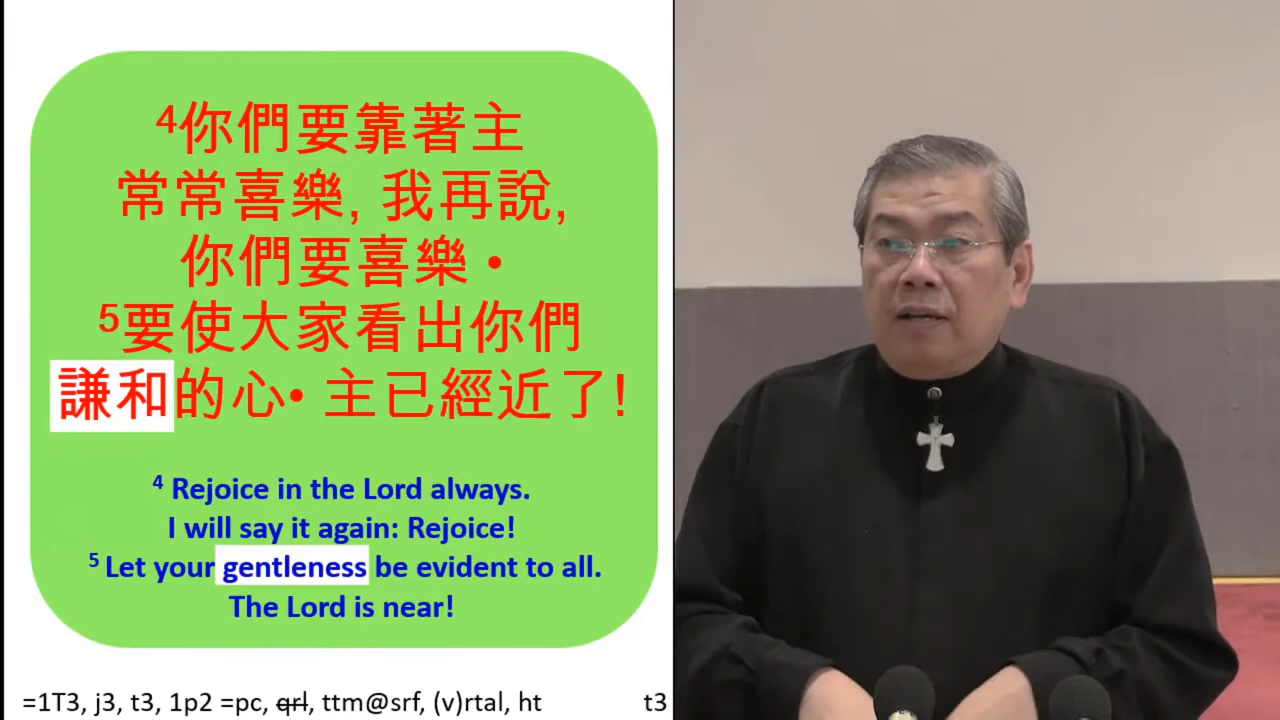 ⁴你們要靠著主
常常喜樂, 我再說,
你們要喜樂 •
⁵要使大家看出你們
謙和的心• 主已經近了!
⁴ Rejoice in the Lord always.
I will say it again: Rejoice!
⁵ Let your gentleness be evident to all.
The Lord is near!
=1T3, j3, t3, 1p2 =pc, qrl, ttm@srf, (v)rtal, ht t3